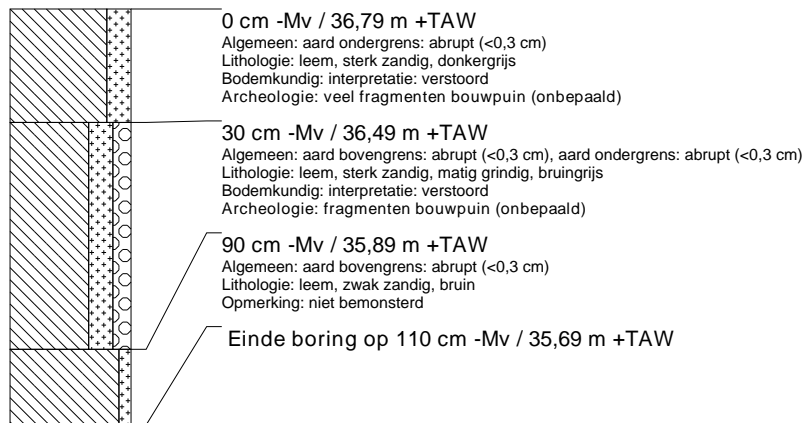 0 cm -Mv / 36,79 m +TAW
Algemeen: aard ondergrens: abrupt (<0,3 cm)
Lithologie: leem, sterk zandig, donkergrijs
Bodemkundig: interpretatie: verstoord
Archeologie: veel fragmenten bouwpuin (onbepaald)
30 cm -Mv / 36,49 m +TAW
Algemeen: aard bovengrens: abrupt (<0,3 cm), aard ondergrens: abrupt (<0,3 cm)
Lithologie: leem, sterk zandig, matig grindig, bruingrijs
Bodemkundig: interpretatie: verstoord
Archeologie: fragmenten bouwpuin (onbepaald)
90 cm -Mv / 35,89 m +TAW
Algemeen: aard bovengrens: abrupt (<0,3 cm)
Lithologie: leem, zwak zandig, bruin
Opmerking: niet bemonsterd
Einde boring op 110 cm -Mv / 35,69 m +TAW